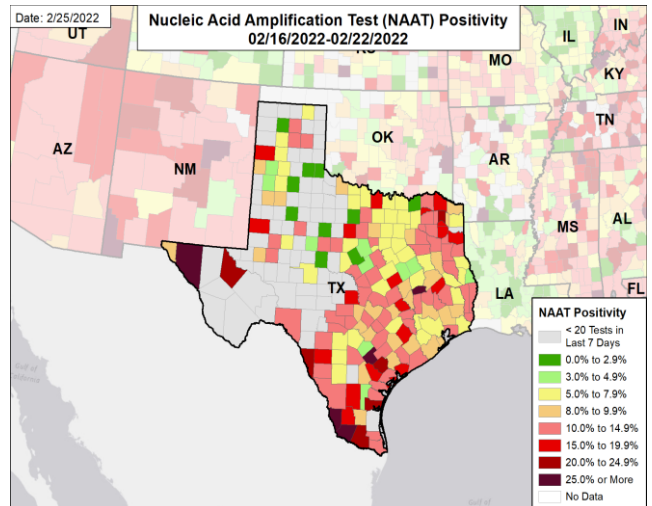 Date: 2/25/2022
Nucleic Acid Amplification Test (NAAT) Positivity
02/16/2022-02/22/2022
UT
IL
IN
MO
KY
AZ
NM
OK
TN
AR
MS
AL
TX
LA
FL
Gulf of
California
NAAT Positivity
< 20 Tests in
Last 7 Days
0.0% to 2.9%
3.0% to 4.9%
5.0% to 7.9%
8.0% to 9.9%
10.0% to 14.9%
15.0% to 19.9%
20.0% to 24.9%
25.0% or More
No Data